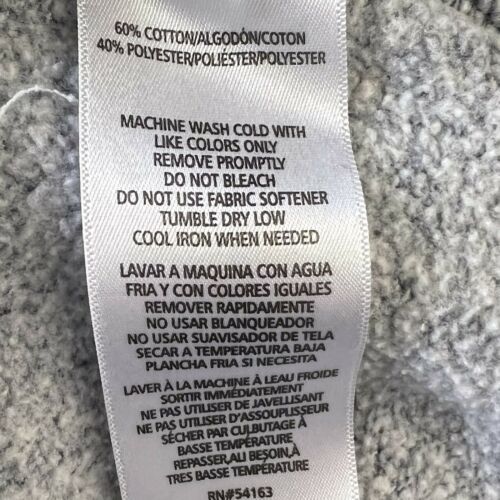 60% COTTON/ALGODÓN/COTON
40% POLYESTER/POLIÉSTER/POLYESTER
MACHINE WASH COLD WITH
LIKE COLORS ONLY
REMOVE PROMPTLY
DO NOT BLEACH
DO NOT USE FABRIC SOFTENER
TUMBLE DRY LOW
COOL IRON WHEN NEEDED
LAVAR A MAQUINA CON AGUA
FRIA Y CON COLORES IGUALES
REMOVER RAPIDAMENTE
NO USAR BLANQUEADOR
NO USAR SUAVISADOR DE TELA
SECAR A TEMPERATURA BAJA
PLANCHA FRIA SI NECESITA
LAVER À LA MACHINE À LEAU FROIDE
SORTIR IMMÉDIATEMENT
NE PAS UTILISER DE JAVELLISANT
NE PAS UTILISER D'ASSOUPLISSEUR
SÉCHER PAR CULBUTAGE À
BASSE TEMPÉRATURE
REPASSER,AU BESOIN,À
TRES BASSE TEMPÉRATURE
RN#54163